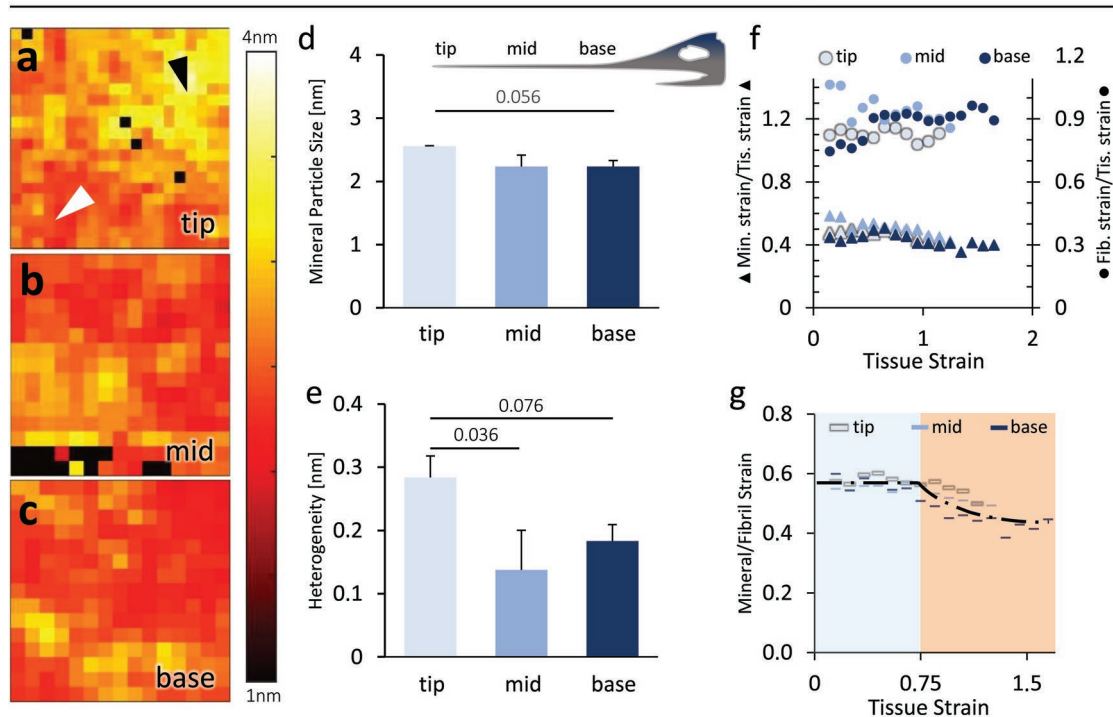 a
tip
b
mid
c
base
4nm
1nm
d
Mineral Particle Size [nm]
4
3
2
1
0
tip mid base
0.056
tip mid base
e
Heterogeneity [nm]
0.4
0.3
0.2
0.1
0
0.076
0.036
tip mid base
f
tip mid base
▲ Min. strain/Tis. strain
1.2
0.8
0.4
0
1.2
0.9
0.6
0.3
0
● Fib. strain/Tis. strain ●
0 1 2
Tissue Strain
g
tip mid base
Mineral/Fibril Strain
0.8
0.6
0.4
0.0
0 0.75 1.5
Tissue Strain